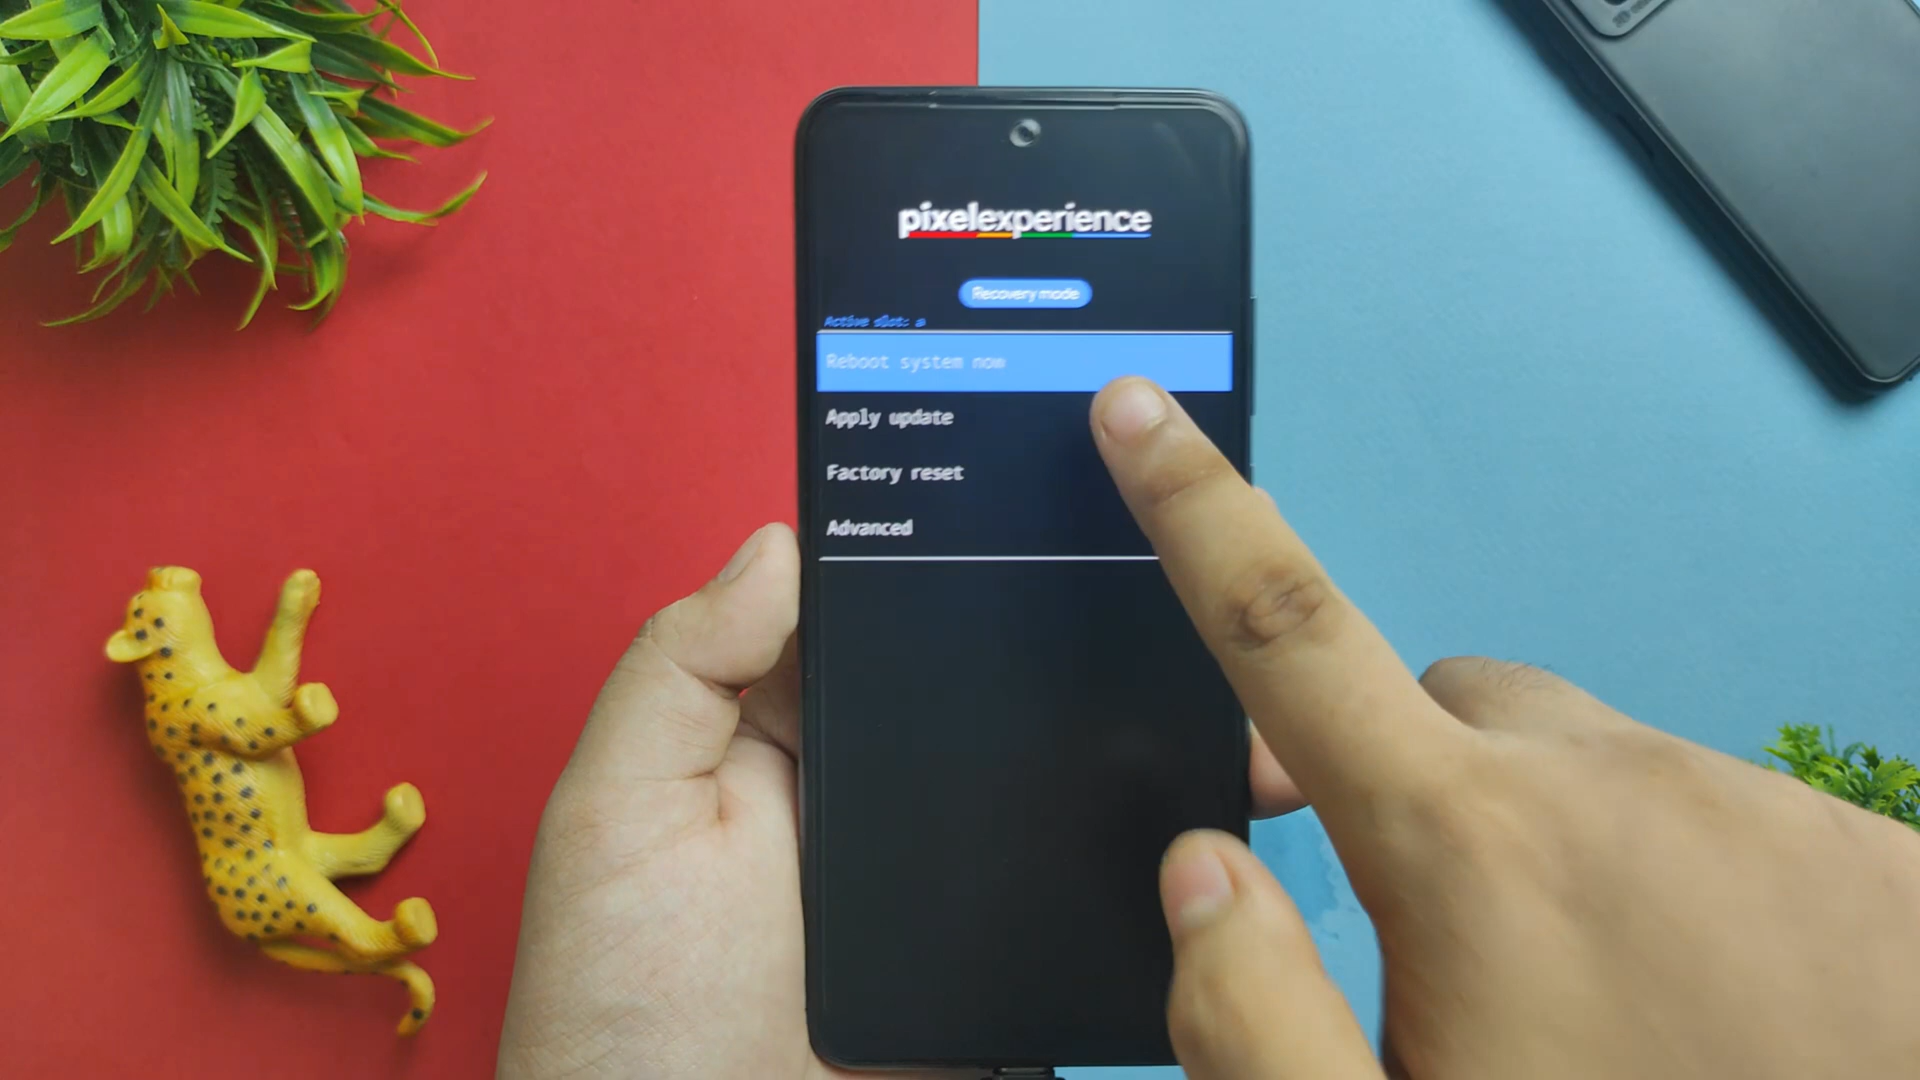 pixelexperience
Recovery mode
Active slot: a
Reboot system now
Apply update
Factory reset
Advanced